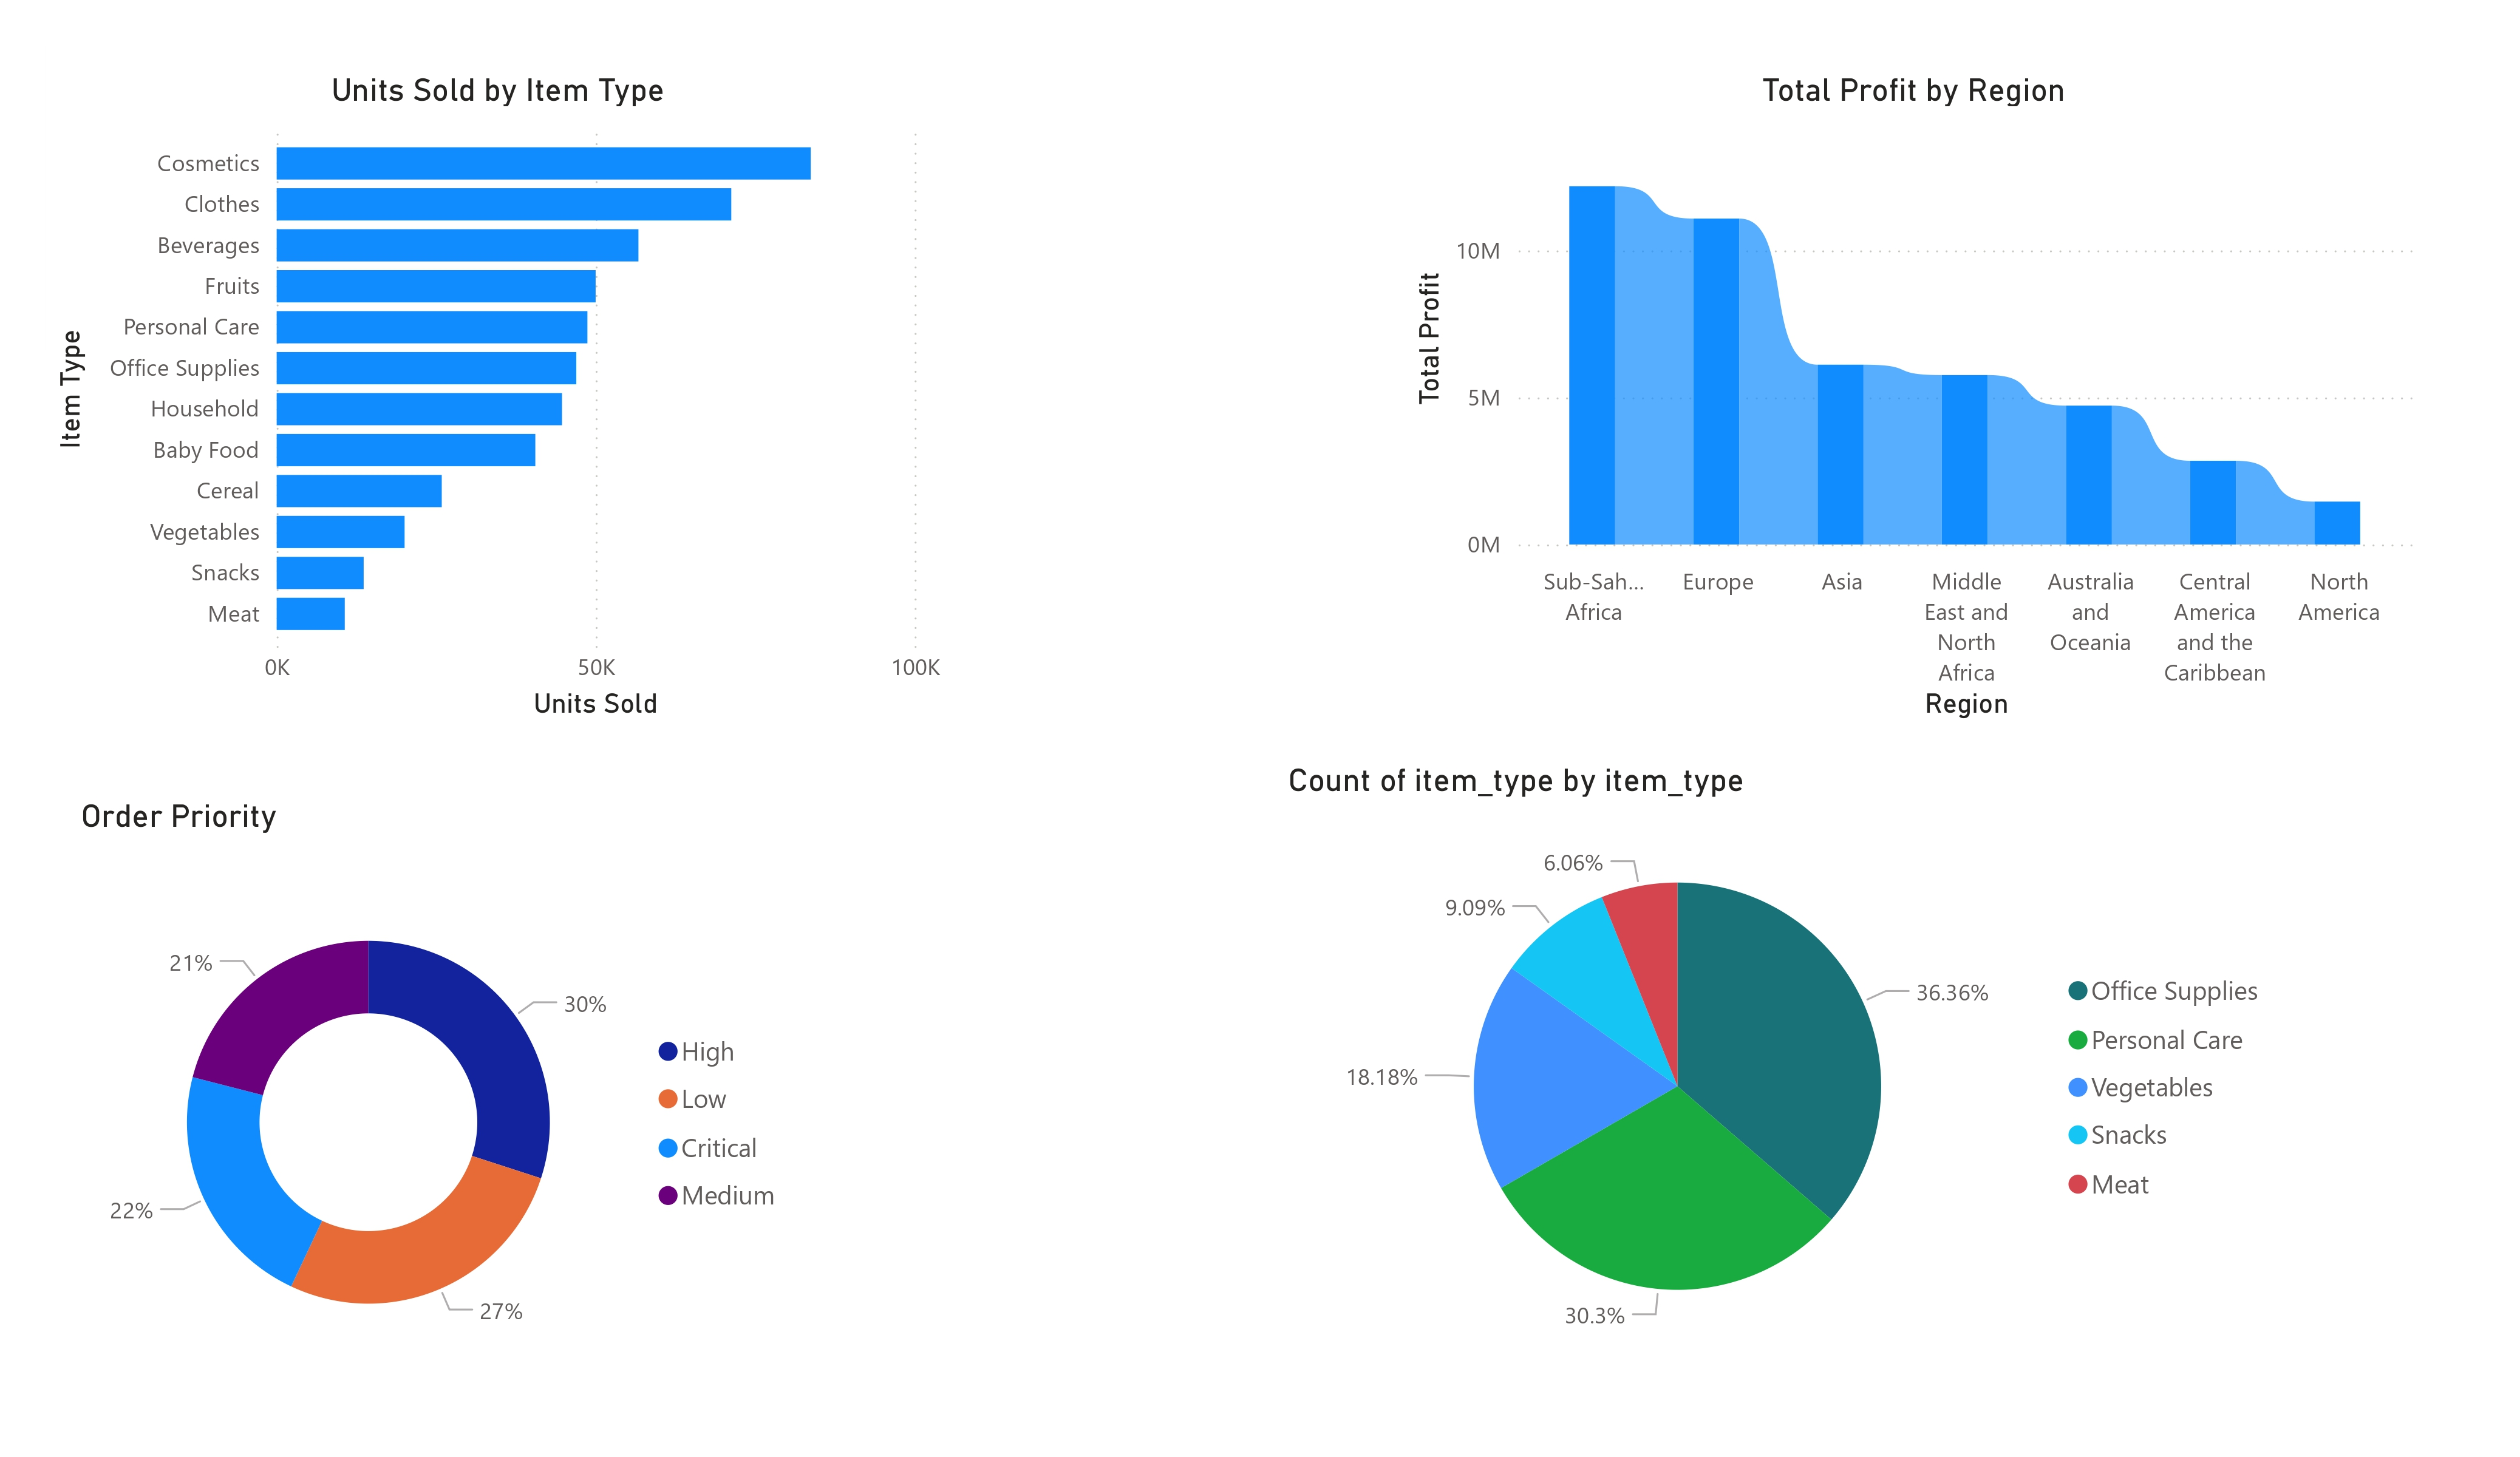 Units Sold by Item Type
Item Type
Cosmetics
Clothes
Beverages
Fruits
Personal Care
Office Supplies
Household
Baby Food
Cereal
Vegetables
Snacks
Meat
0K 50K 100K
Units Sold
Total Profit by Region
Total Profit
10M
5M
0M
Sub-Sah...
Africa
Europe
Asia
Middle
East and
North
Africa
Australia
and
Oceania
Central
America
and the
Caribbean
North
America
Region
Order Priority
21%
30%
22%
27%
High
Low
Critical
Medium
Count of item_type by item_type
6.06%
9.09%
36.36%
18.18%
30.3%
Office Supplies
Personal Care
Vegetables
Snacks
Meat